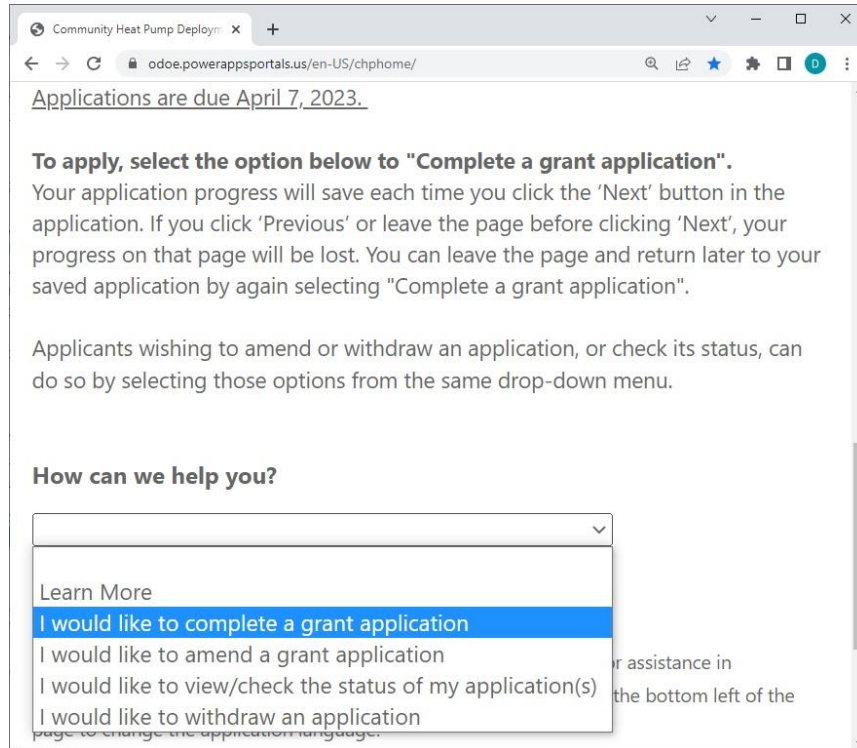 Community Heat Pump Deploym
odoe.powerappsportals.us/en-US/chphome/
D
Applications are due April 7, 2023.
To apply, select the option below to "Complete a grant application".
Your application progress will save each time you click the ‘Next’ button in the
application. If you click ‘Previous’ or leave the page before clicking ‘Next’, your
progress on that page will be lost. You can leave the page and return later to your
saved application by again selecting "Complete a grant application".
Applicants wishing to amend or withdraw an application, or check its status, can
do so by selecting those options from the same drop-down menu.
How can we help you?
Learn More
I would like to complete a grant application
I would like to amend a grant application
r assistance in
I would like to view/check the status of my application(s)
the bottom left of the
I would like to withdraw an application
page to change the application language.